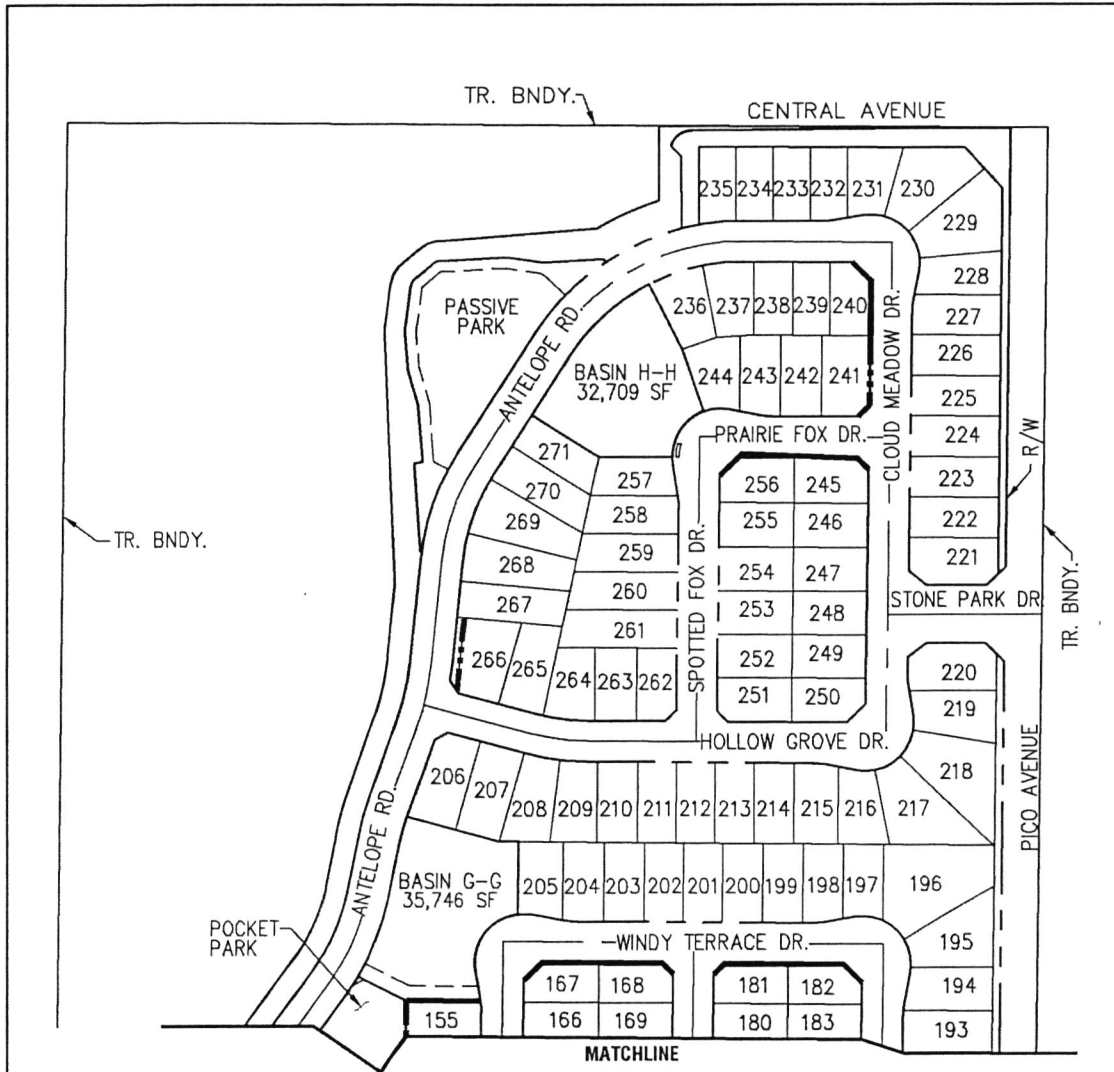 TR. BNDY.
CENTRAL AVENUE
235 234 233 232 231 230
229
228
227
226
225
224
223
222
221
PASSIVE
PARK
ANTELOPE RD.
236 237 238 239 240
244 243 242 241
BASIN H-H
32,709 SF
CLOUD MEADOW DR.
PRAIRIE FOX DR.
R/W
TR. BNDY.
TR. BNDY.
271
270
269
268
267
266 265
257
258
259
260
261
264 263 262
SPOTTED FOX DR.
256 245
255 246
254 247
253 248
252 249
251 250
STONE PARK DR.
220
219
218
HOLLOW GROVE DR.
PICO AVENUE
206 207 208 209 210 211 212 213 214 215 216 217
ANTELOPE RD.
BASIN G-G
35,746 SF
205 204 203 202 201 200 199 198 197 196
195
194
193
POCKET
PARK
WINDY TERRACE DR.
167 168
166 169
181 182
180 183
155
MATCHLINE